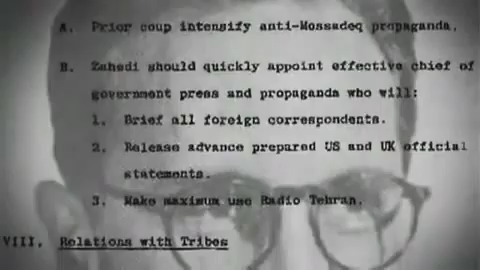 A. Prior coup intensify anti-Mossadeq propaganda.
B. Zahedi should quickly appoint effective chief of
government press and propaganda who will:
1. Brief all foreign correspondents.
2. Release advance prepared US and UK official
statements.
3. Make maximum use Radio Tehran.
VIII. Relations with Tribes